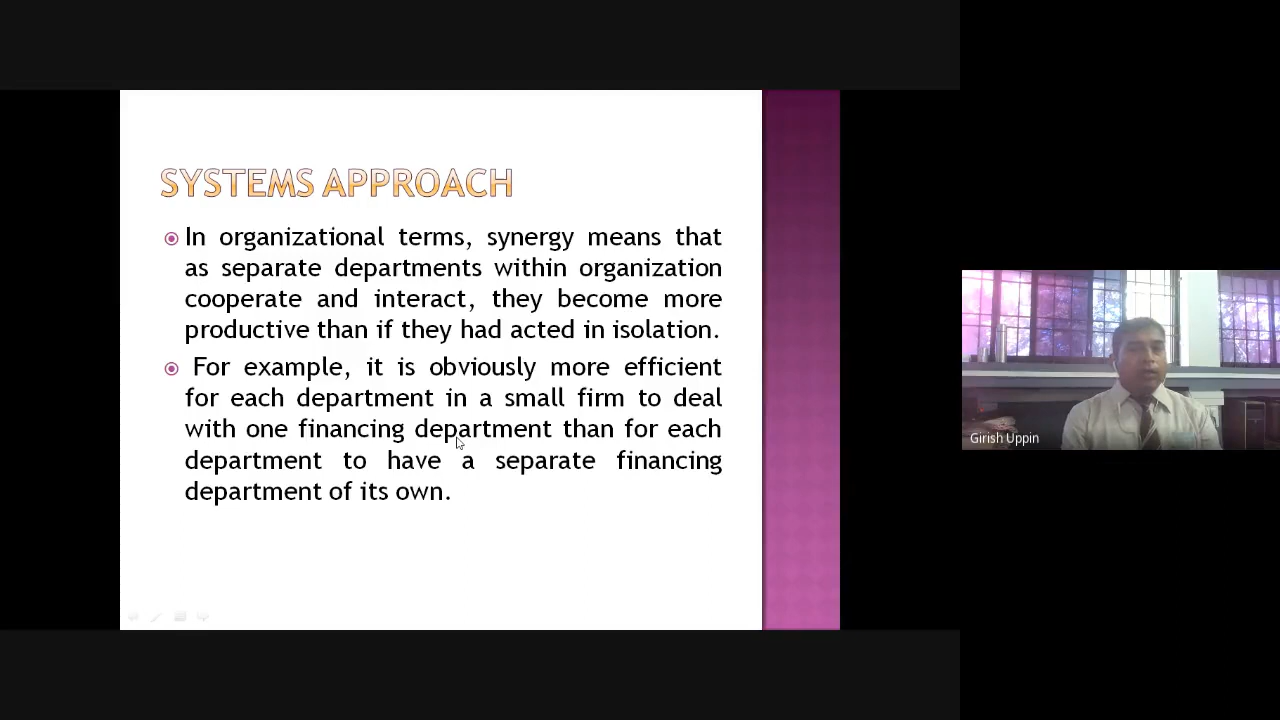 SYSTEMS APPROACH
In organizational terms, synergy means that
as separate departments within organization
cooperate and interact, they become more
productive than if they had acted in isolation.
For example, it is obviously more efficient
for each department in a small firm to deal
with one financing department than for each
department to have a separate financing
department of its own.
Girish Uppin